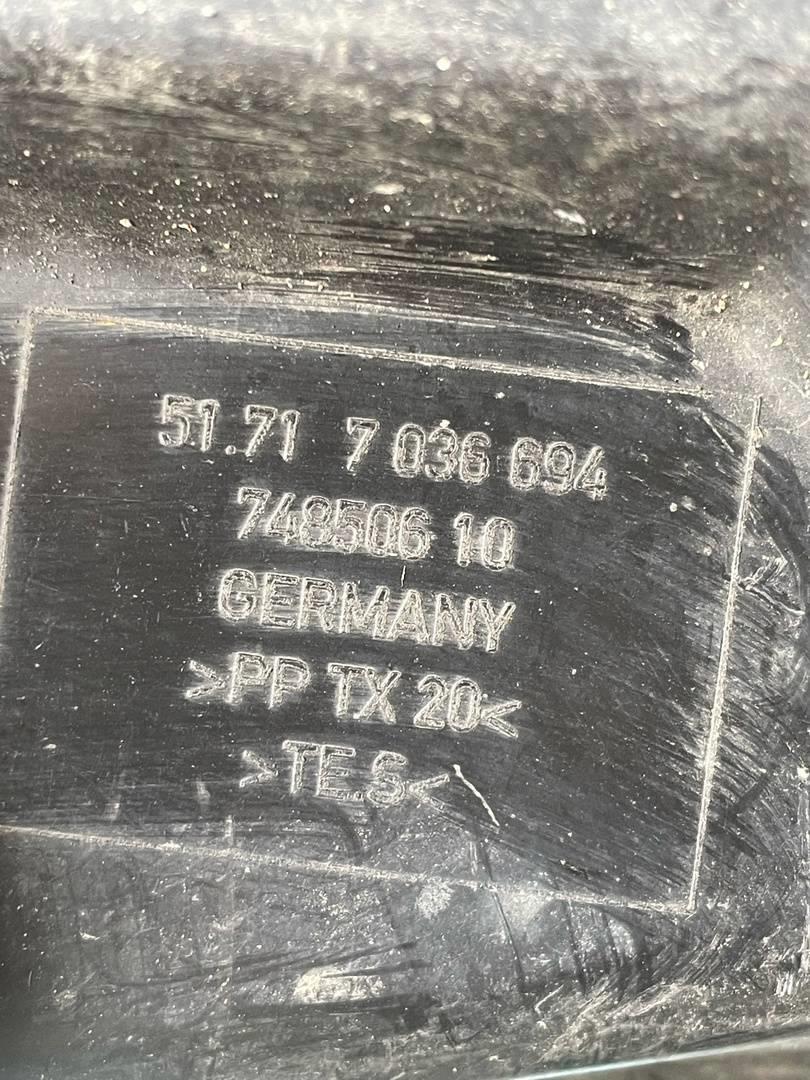 51.71 7 036 694
748506 10
GERMANY
>PP TX 20<
>TE.S<